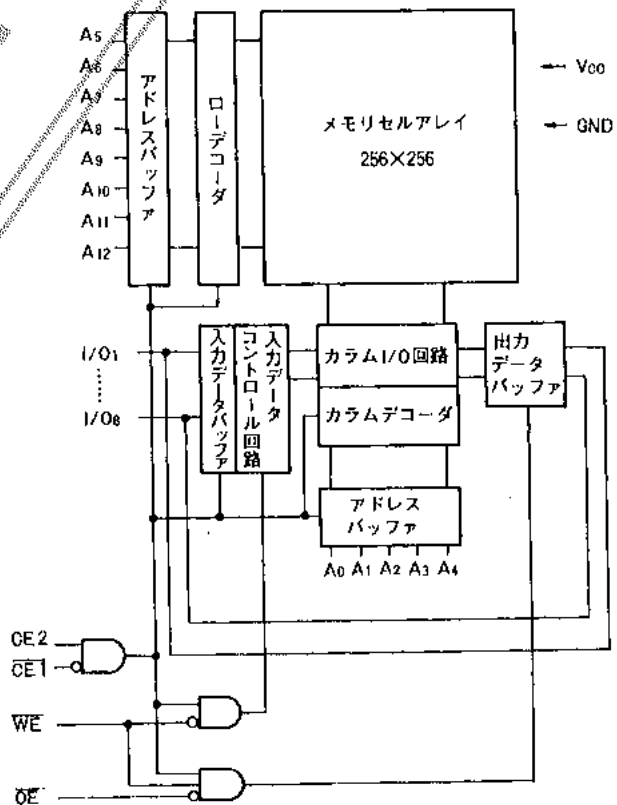 A5
A6
A7
A8
A9
A10
A11
A12
アドレスバッファ
ローデコーダ
メモリセルアレイ
256×256
Vcc
GND
I/O1
I/O8
入力データバッファ
入力データ
コントロール回路
カラムI/O回路
カラムデコーダ
出力
データ
バッファ
アドレス
バッファ
A0 A1 A2 A3 A4
CE2
CE1
WE
OE